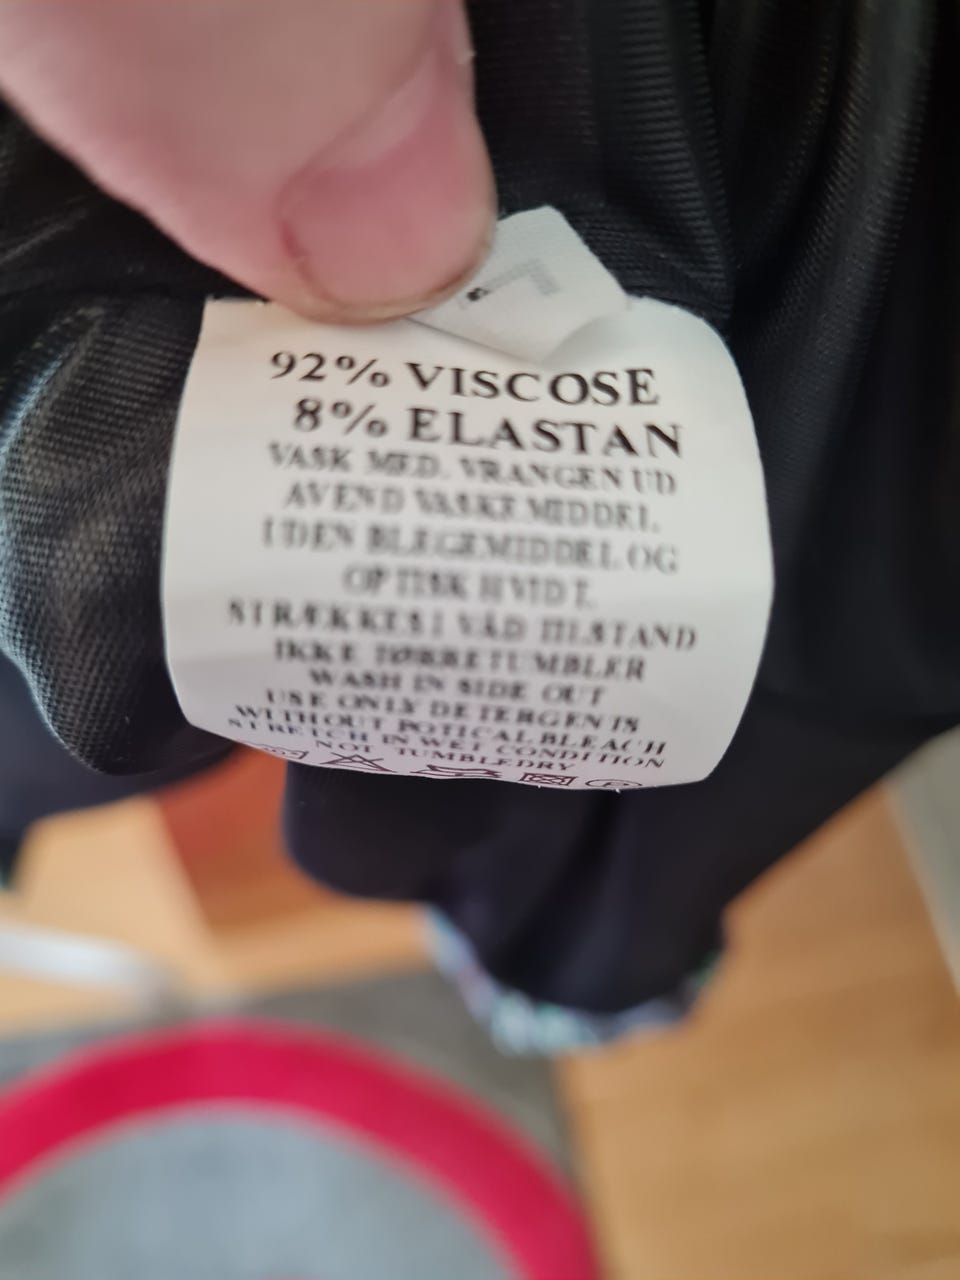 92% VISCOSE
8% ELASTAN
VASK MED. VRANGEN UD
AVEND VASKEMIDDEL
UDEN BLEGEMIDDEL OG
OPTISK HVIDT.
STRÆKKES I VÅD TILSTAND
IKKE TØRRETUMBLER
WASH IN SIDE OUT
USE ONLY DETERGENTS
WITHOUT POTICAL BLEACH
STRETCH IN WET CONDITION
NOT TUMBLEDRY